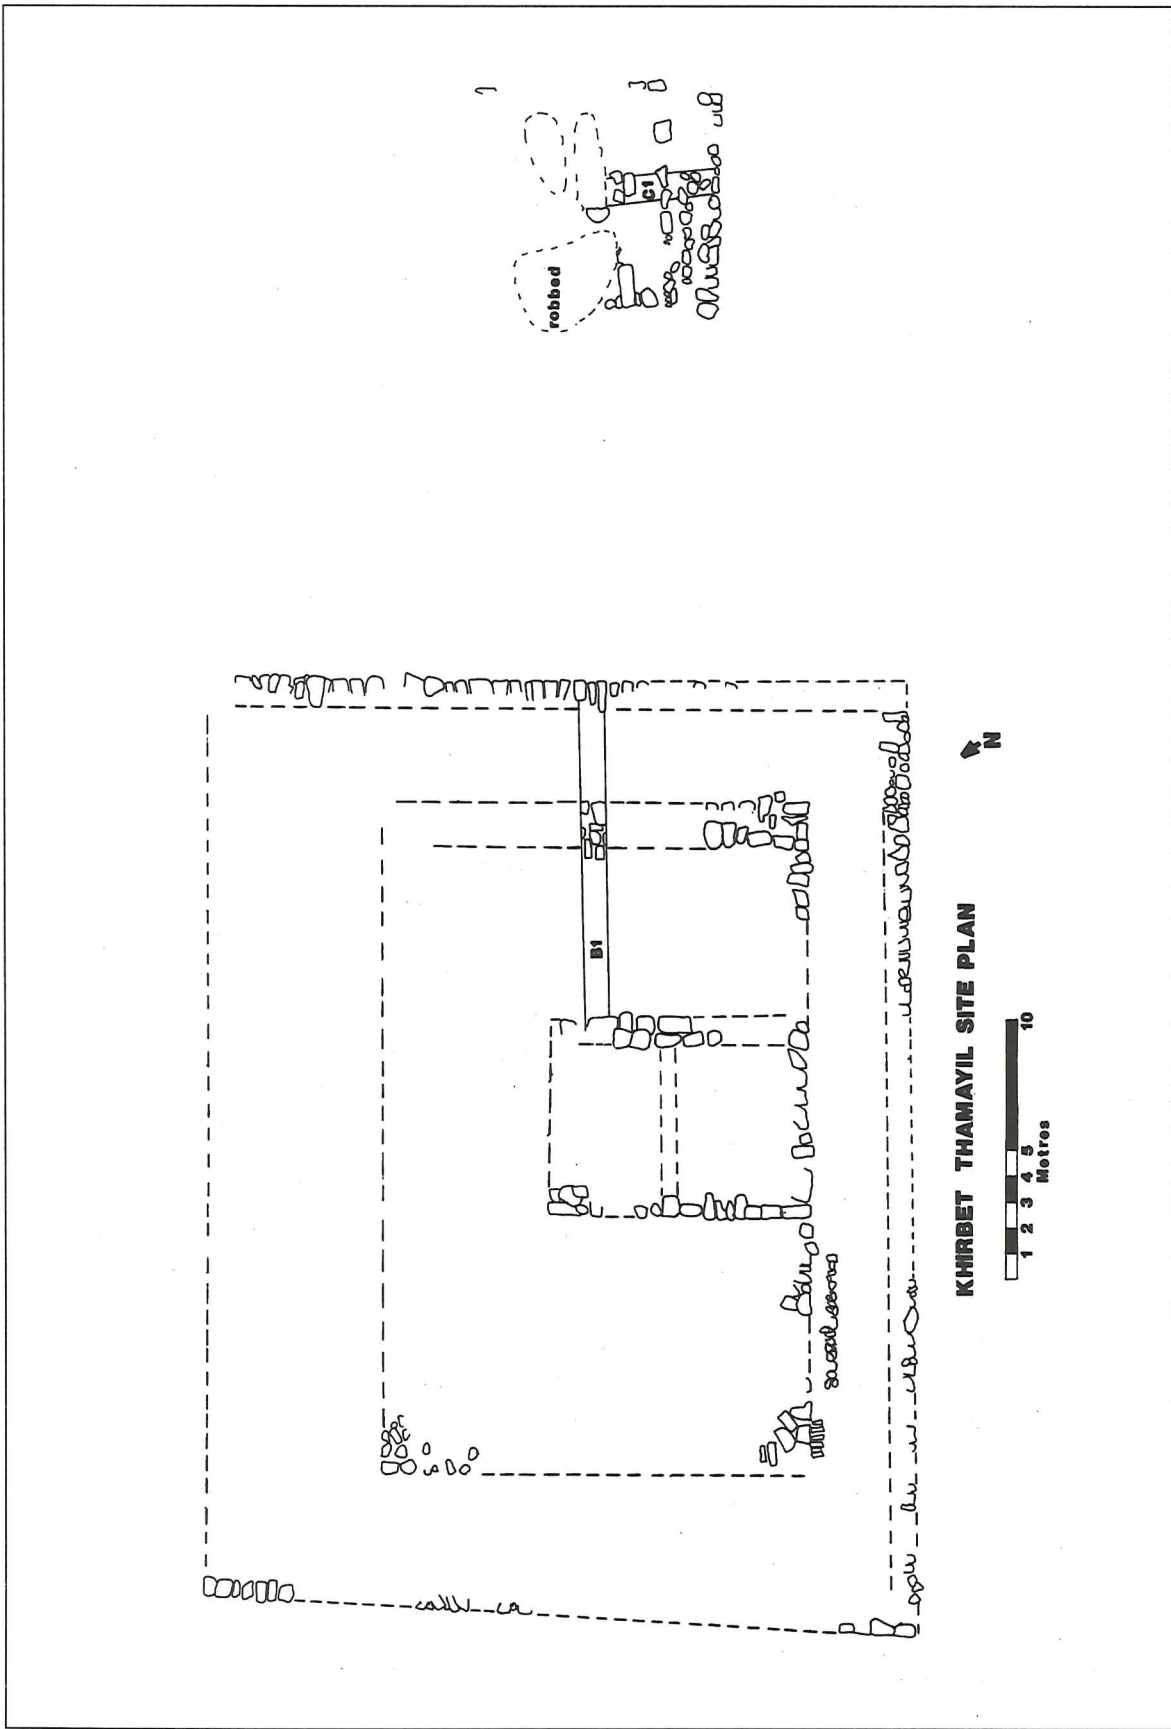 robbed
C1
B1
N
KHIRBET THAMAYIL SITE PLAN
1 2 3 4 5 10
Metres